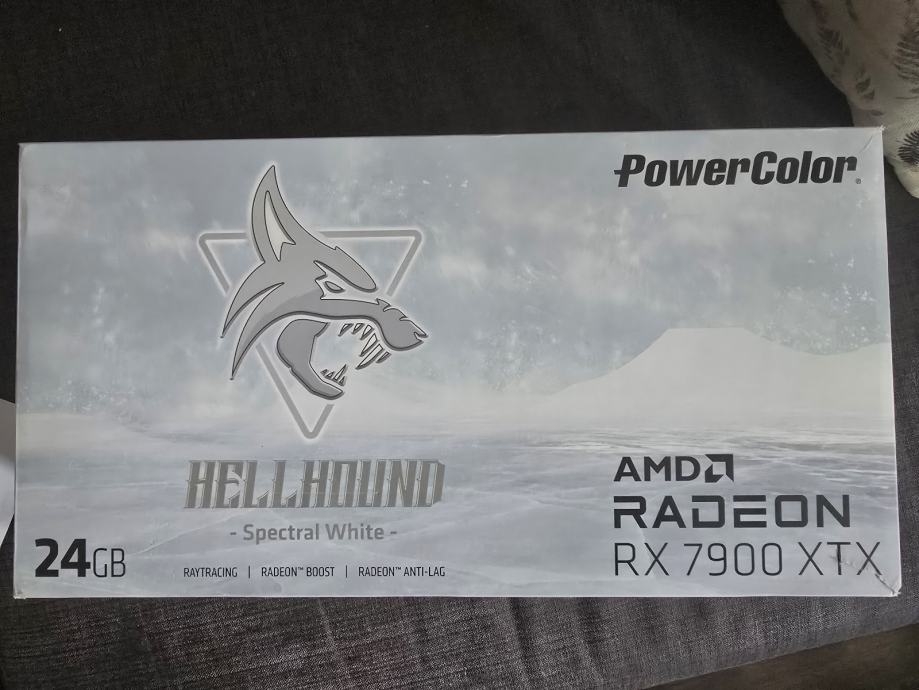 PowerColor®
HELLHOUND
- Spectral White -
AMD
RADEON
RX 7900 XTX
24GB
RAYTRACING | RADEON™ BOOST | RADEON™ ANTI-LAG